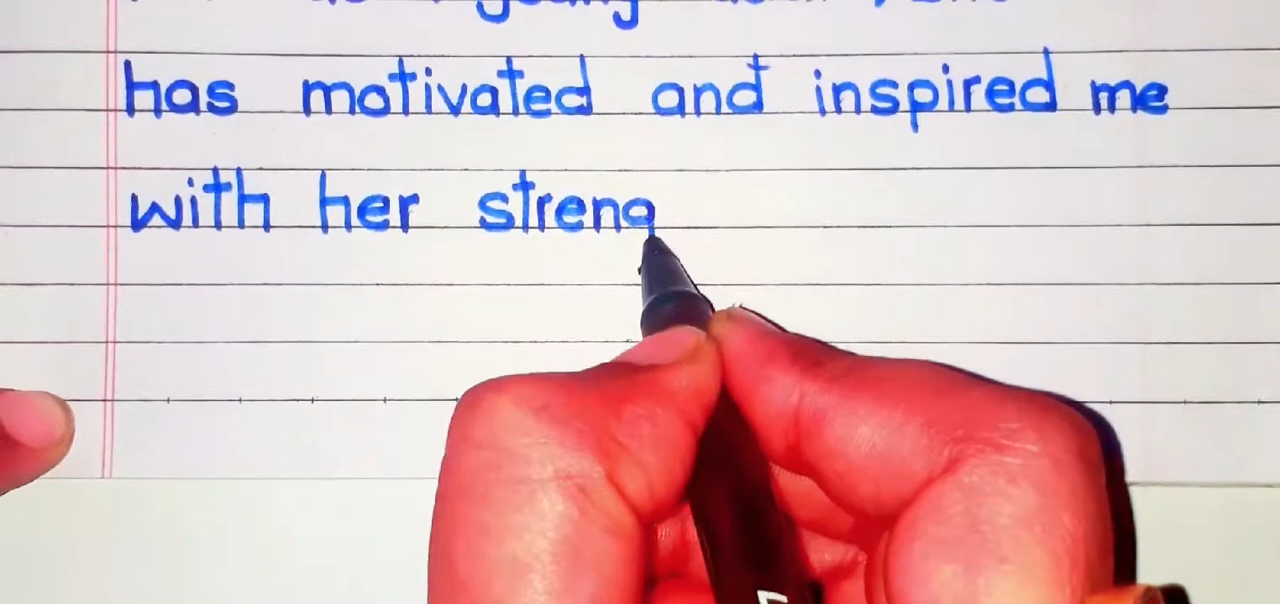 has motivated and inspired me
with her streng